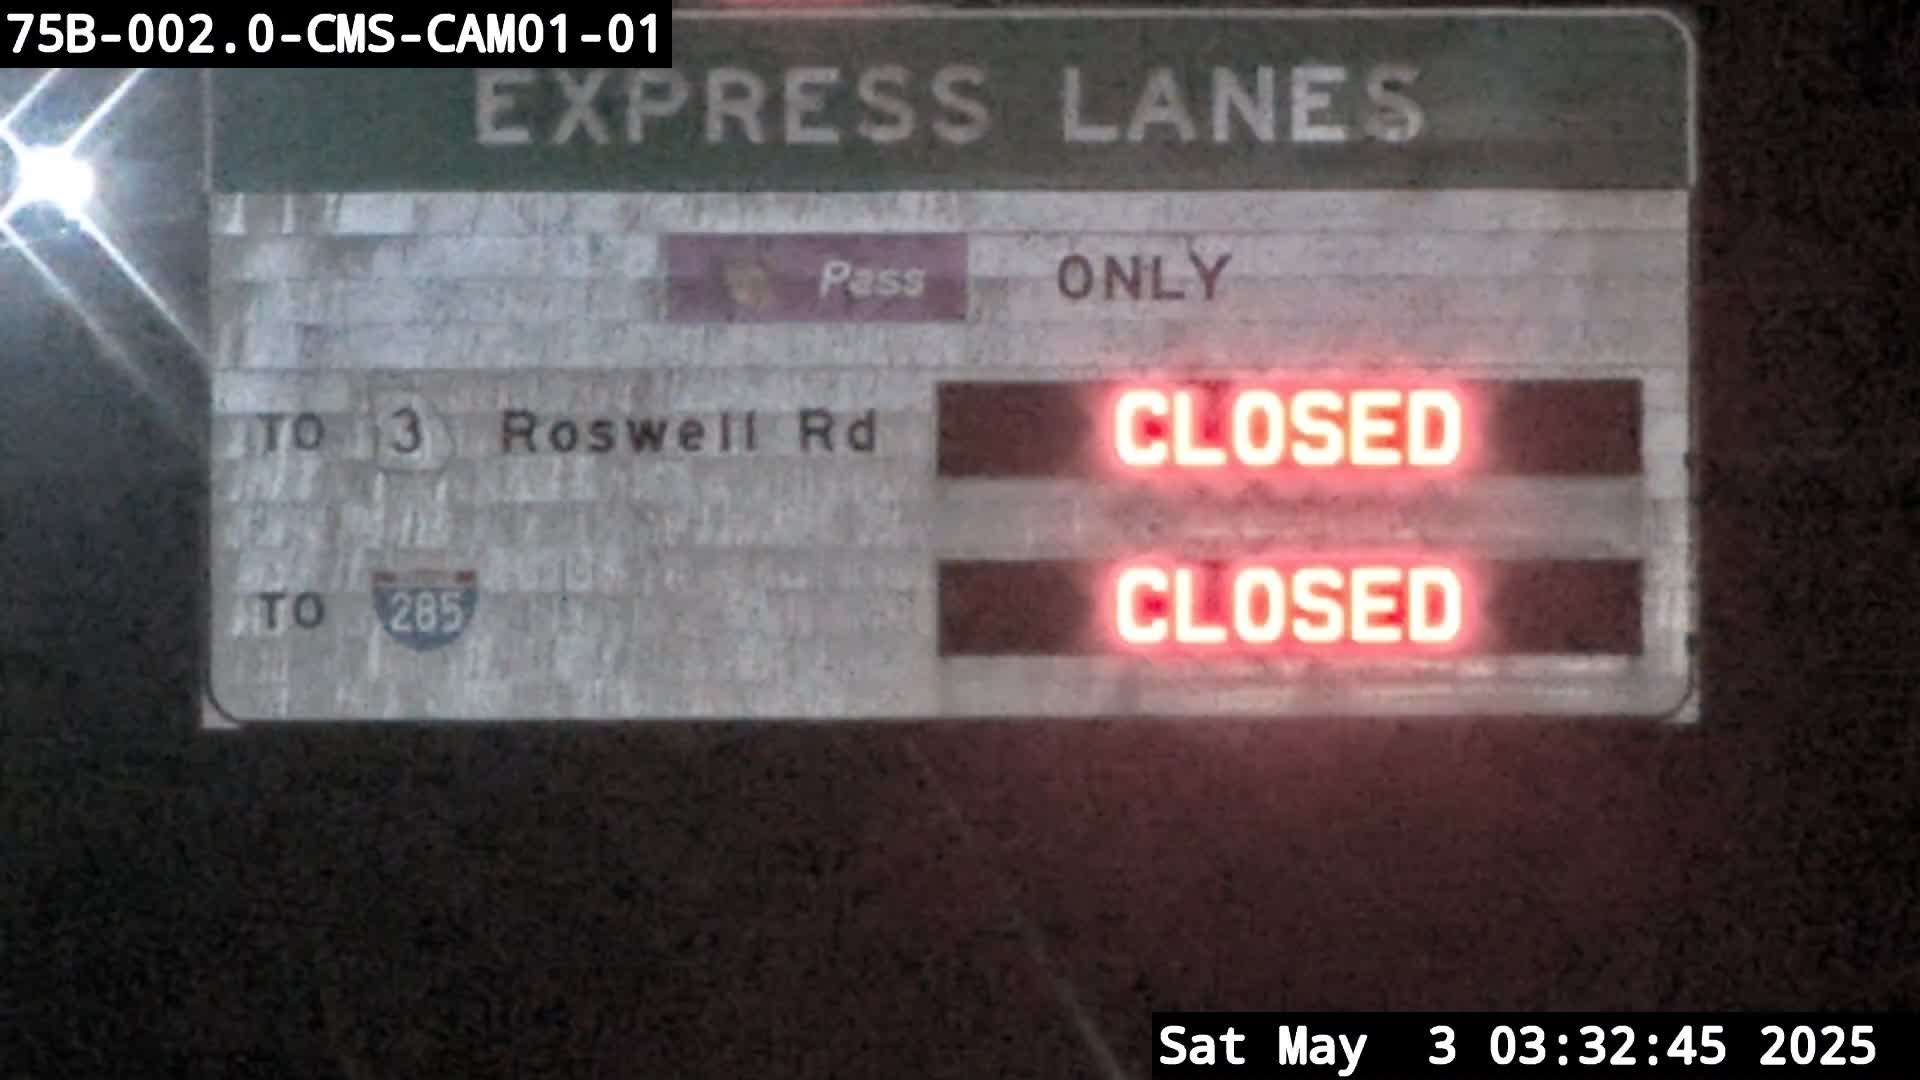 75B-002.0-CMS-CAM01-01
EXPRESS LANES
Pass ONLY
TO 3 Roswell Rd CLOSED
TO 285 CLOSED
Sat May 3 03:32:45 2025